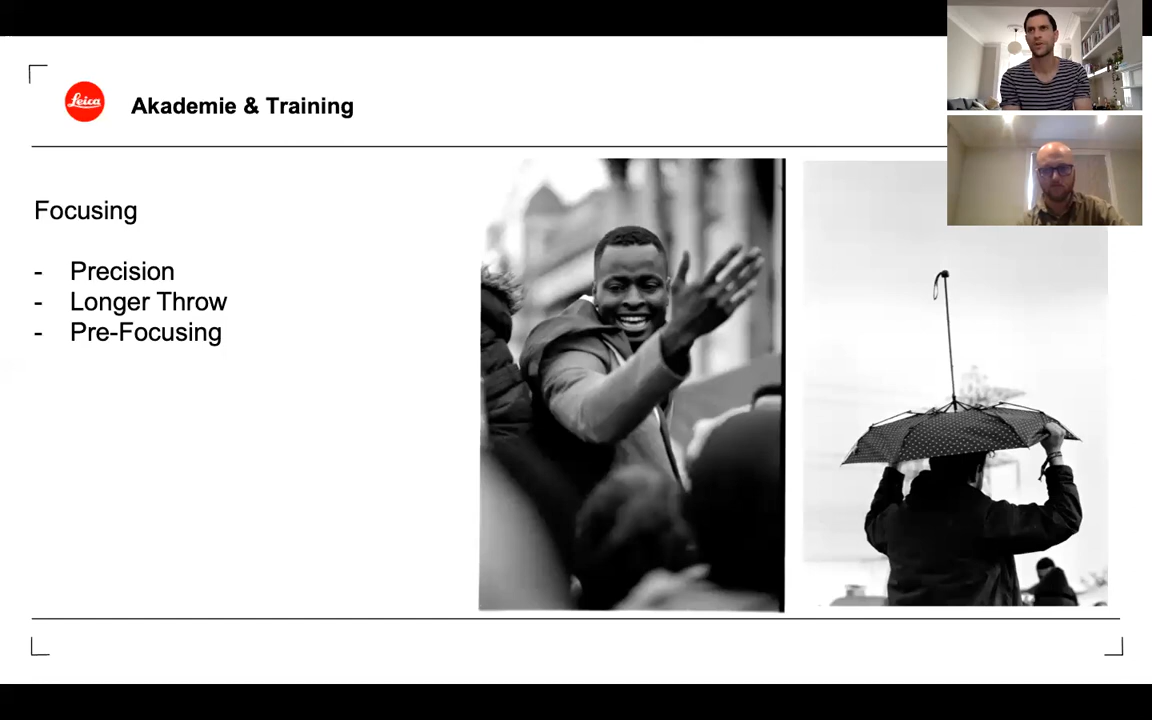 Leica
Akademie & Training
Focusing
- Precision
- Longer Throw
- Pre-Focusing